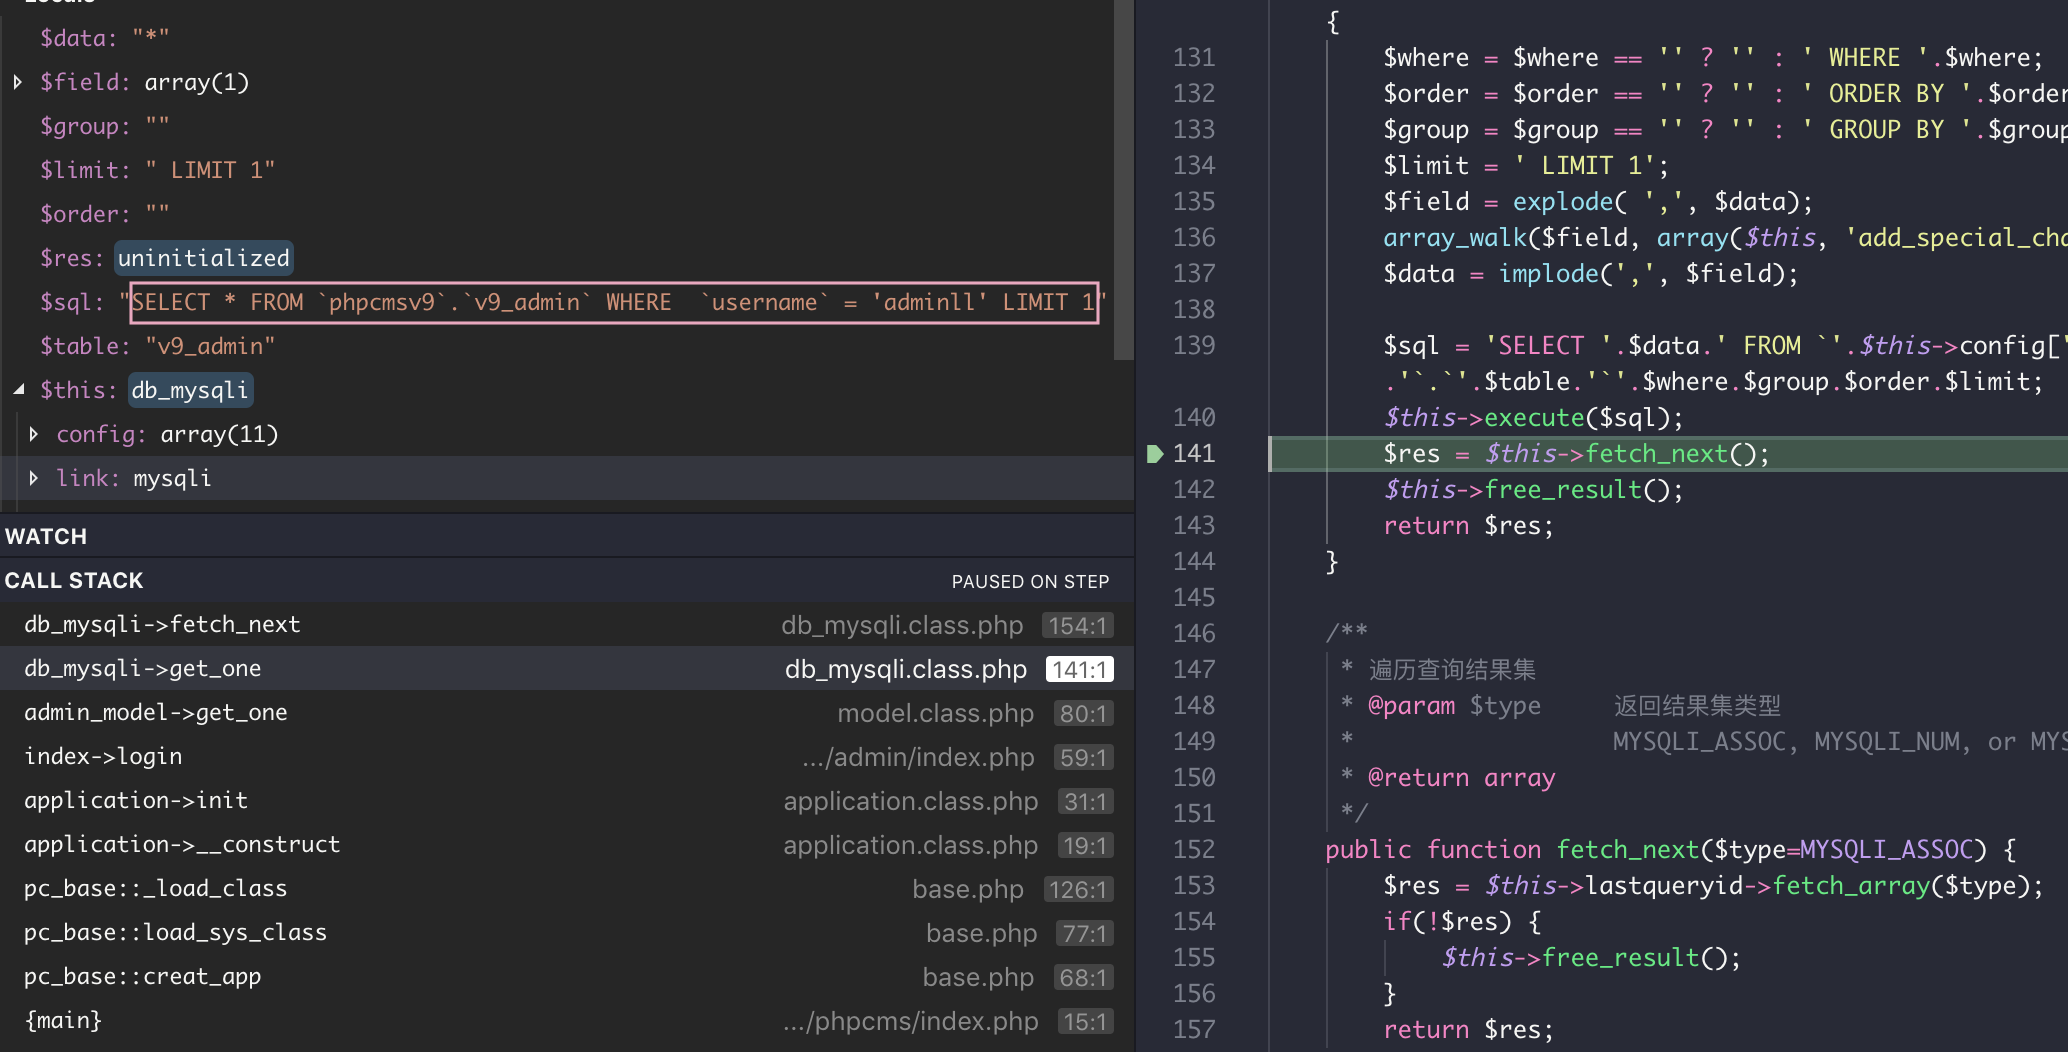 $data: "*"
$field: array(1)
$group: ""
$limit: " LIMIT 1"
$order: ""
$res: uninitialized
$sql: "SELECT * FROM `phpcmsv9`.`v9_admin` WHERE  `username` = 'adminll' LIMIT 1"
$table: "v9_admin"
$this: db_mysqli
config: array(11)
link: mysqli
WATCH
CALL STACK PAUSED ON STEP
db_mysqli->fetch_next db_mysqli.class.php 154:1
db_mysqli->get_one db_mysqli.class.php 141:1
admin_model->get_one model.class.php 80:1
index->login .../admin/index.php 59:1
application->init application.class.php 31:1
application->__construct application.class.php 19:1
pc_base::_load_class base.php 126:1
pc_base::load_sys_class base.php 77:1
pc_base::creat_app base.php 68:1
{main} .../phpcms/index.php 15:1
{
131 $where = $where == '' ? '' : ' WHERE '.$where;
132 $order = $order == '' ? '' : ' ORDER BY '.$order
133 $group = $group == '' ? '' : ' GROUP BY '.$group
134 $limit = ' LIMIT 1';
135 $field = explode( ',', $data);
136 array_walk($field, array($this, 'add_special_cha
137 $data = implode(',', $field);
138
139 $sql = 'SELECT '.$data.' FROM `'.$this->config['
.'`.`'.$table.'`'.$where.$group.$order.$limit;
140 $this->execute($sql);
141 $res = $this->fetch_next();
142 $this->free_result();
143 return $res;
144 }
145
146 /**
147 * 遍历查询结果集
148 * @param $type 返回结果集类型
149 * MYSQLI_ASSOC, MYSQLI_NUM, or MYS
150 * @return array
151 */
152 public function fetch_next($type=MYSQLI_ASSOC) {
153 $res = $this->lastqueryid->fetch_array($type);
154 if(!$res) {
155 $this->free_result();
156 }
157 return $res;